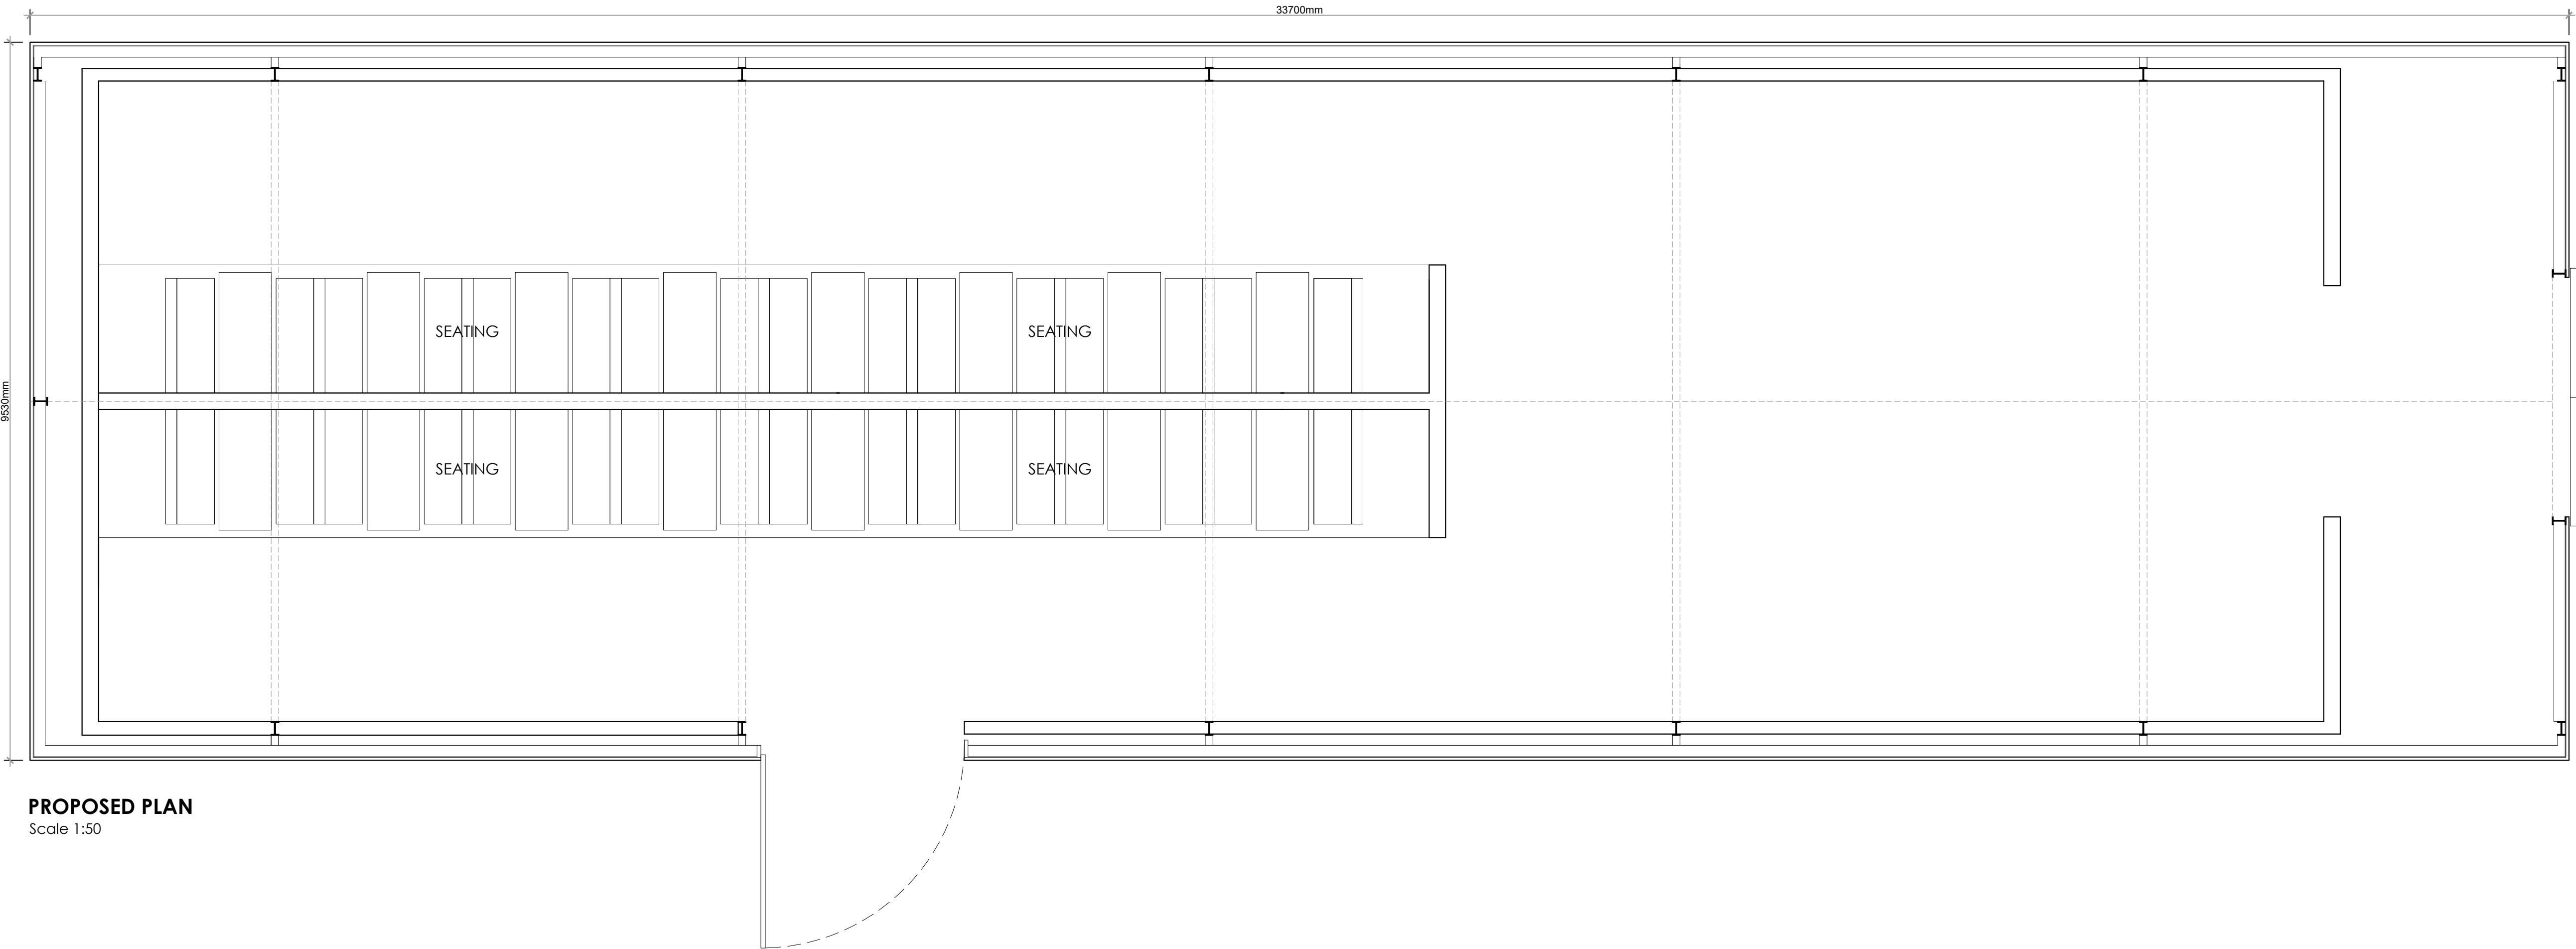 33700mm
9530mm
SEATING
SEATING
SEATING
SEATING
PROPOSED PLAN
Scale 1:50